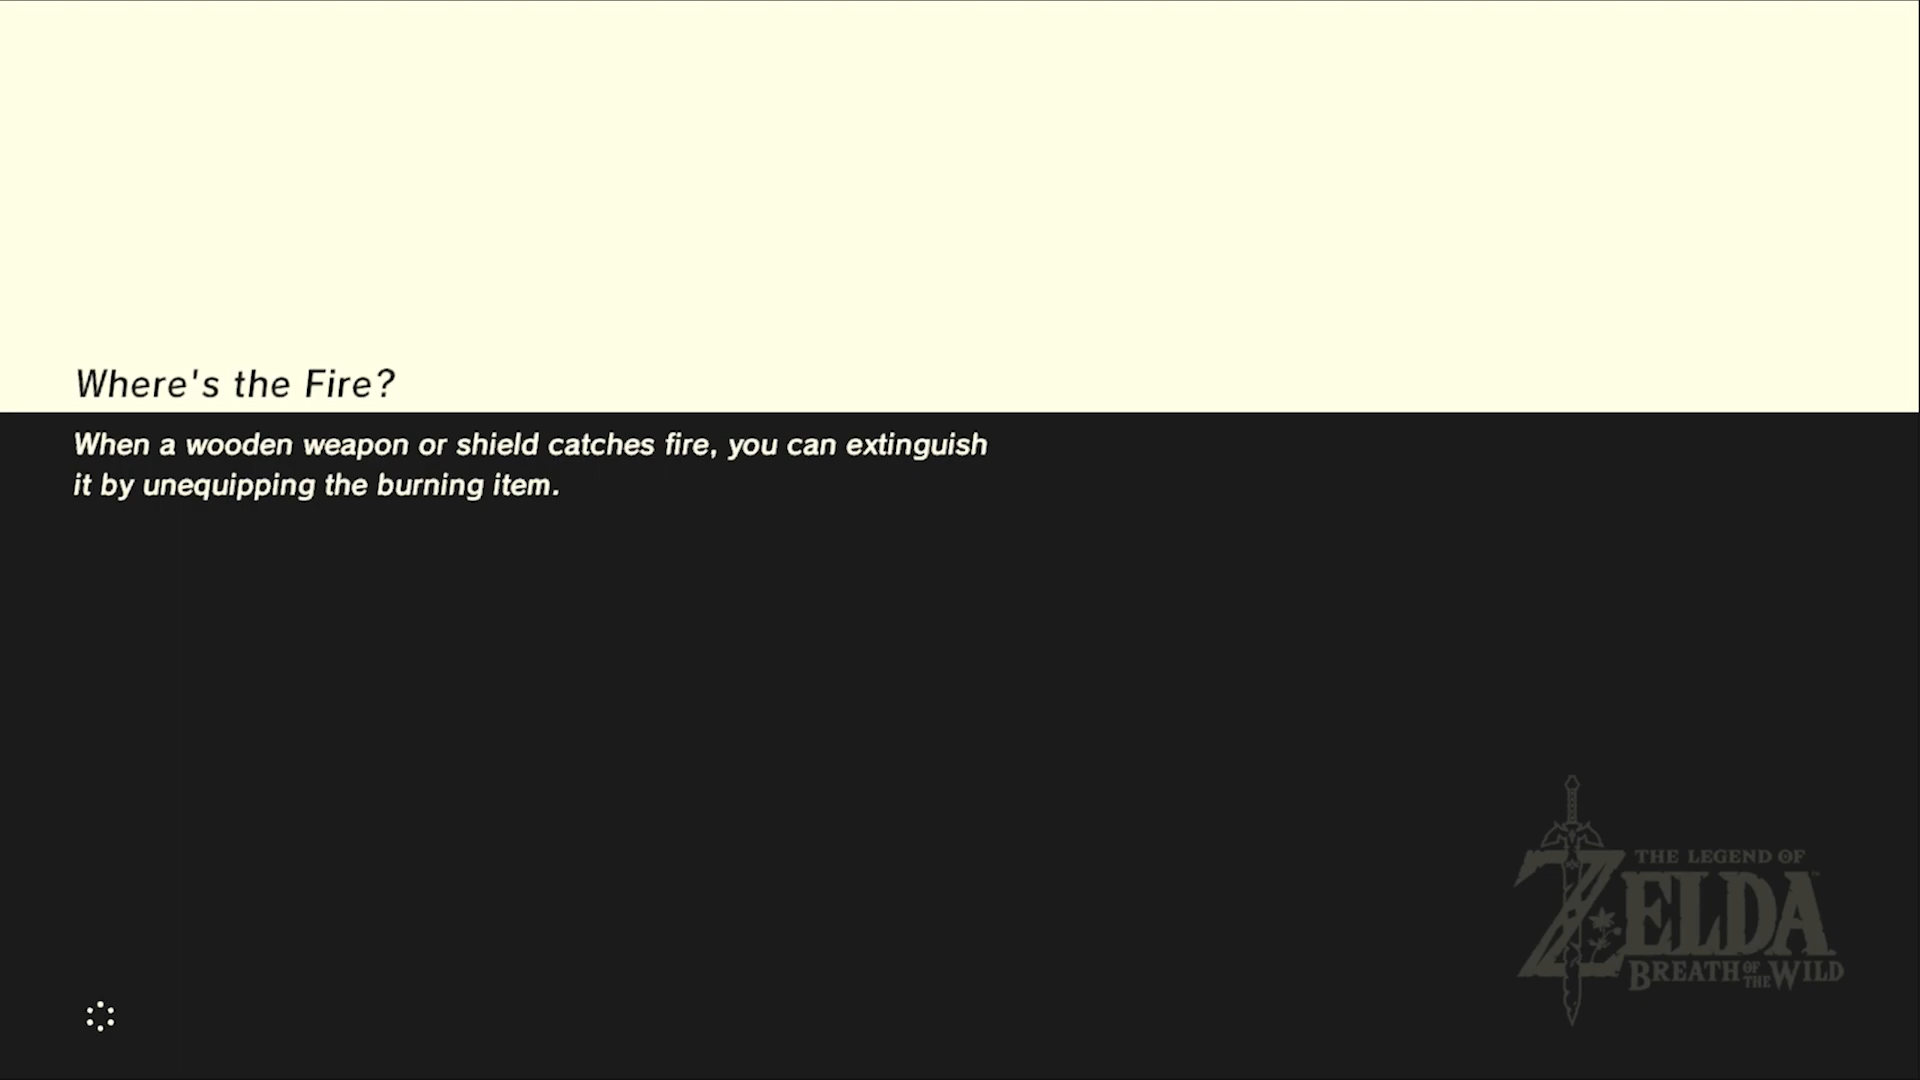 Where's the Fire?
When a wooden weapon or shield catches fire, you can extinguish
it by unequipping the burning item.
THE LEGEND OF
ZELDA
BREATH OF THE WILD